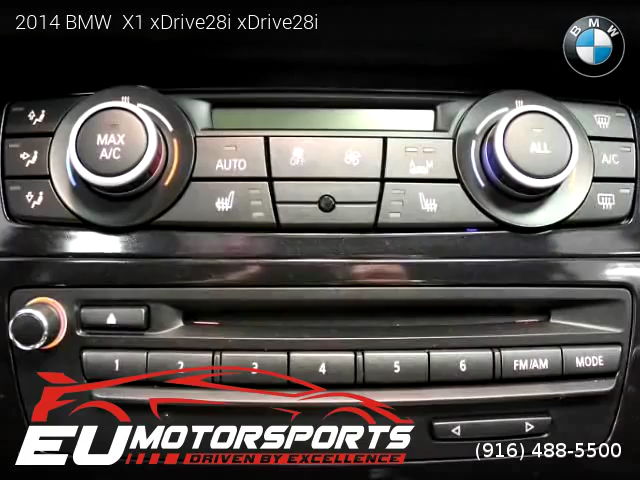 2014 BMW  X1 xDrive28i xDrive28i
BMW
MAX
A/C
AUTO
ALL
A/C
1 2 3 4 5 6 FM/AM MODE
EU MOTORSPORTS
DRIVEN BY EXCELLENCE
(916) 488-5500